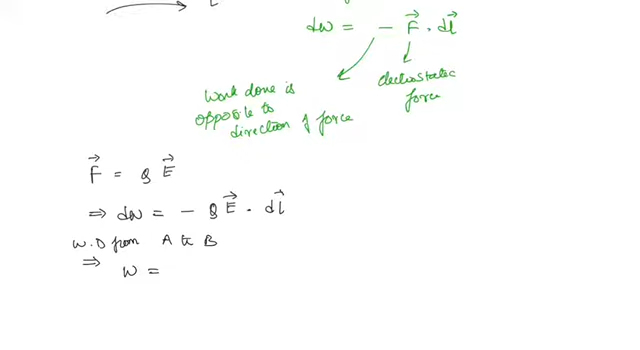 dw = - F⃗ . dl⃗
work done is
opposite to
direction of force
electrostatic
force
F⃗ = Q E⃗
⇒ dw = - Q E⃗ . dl⃗
W.D from A to B
⇒ W =